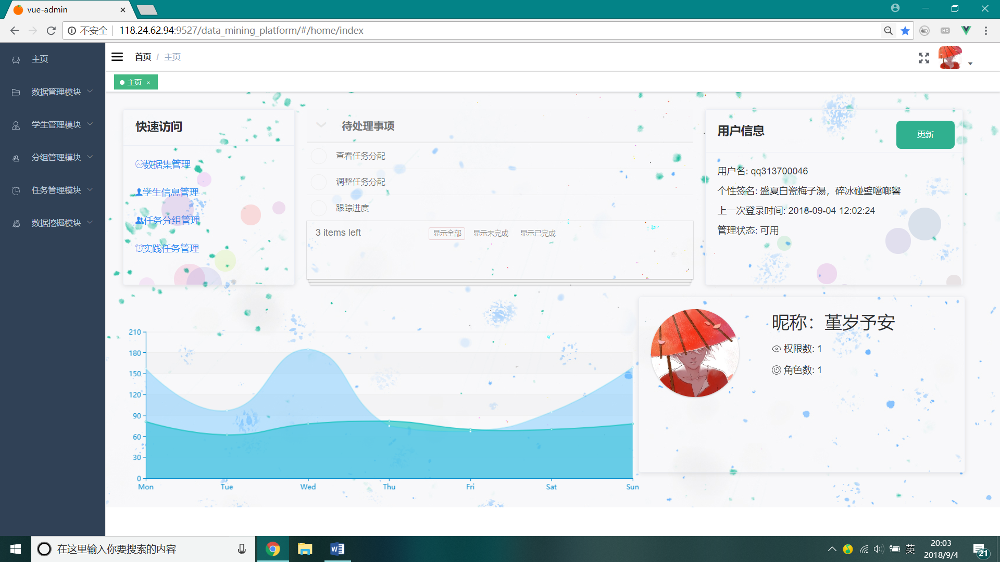 vue-admin
不安全 118.24.62.94:9527/data_mining_platform/#/home/index
HD
主页
数据管理模块
学生管理模块
分组管理模块
任务管理模块
数据挖掘模块
首页 / 主页
主页 ×
快速访问
数据集管理
学生信息管理
任务分组管理
实践任务管理
待处理事项
查看任务分配
调整任务分配
跟踪进度
3 items left 显示全部 显示未完成 显示已完成
用户信息
更新
用户名: qq313700046
个性签名: 盛夏白瓷梅子湯，碎冰碰壁噹啷響
上一次登录时间: 2018-09-04 12:02:24
管理状态: 可用
210
180
150
120
90
60
30
0
Mon Tue Wed Thu Fri Sat Sun
昵称：堇岁予安
权限数: 1
角色数: 1
在这里输入你要搜索的内容
英
20:03
2018/9/4
21